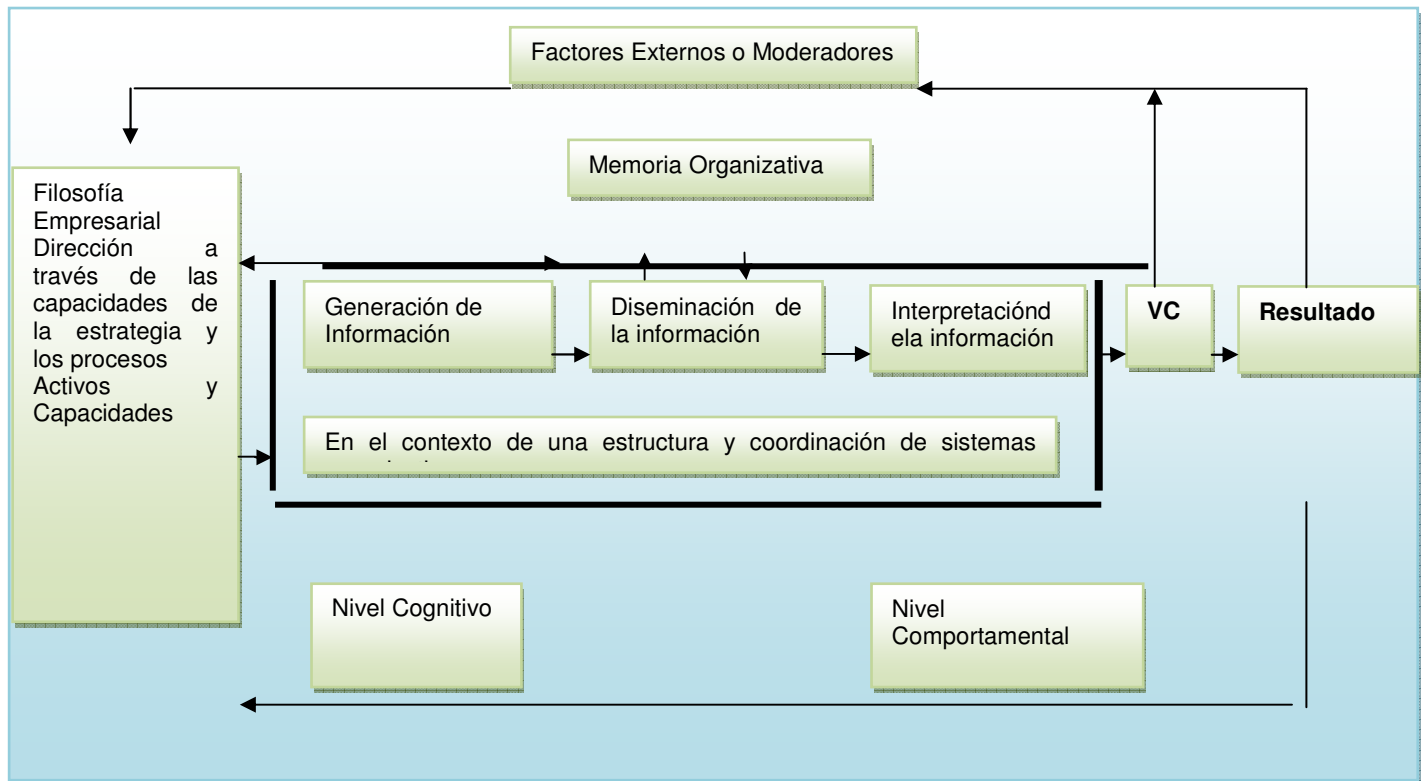 Factores Externos o Moderadores
Memoria Organizativa
Filosofía
Empresarial
Dirección a
través de las
capacidades de
la estrategia y
los procesos
Activos y
Capacidades
Generación de
Información
Diseminación de
la información
Interpretaciónd
ela información
VC
Resultado
En el contexto de una estructura y coordinación de sistemas
Nivel Cognitivo
Nivel
Comportamental